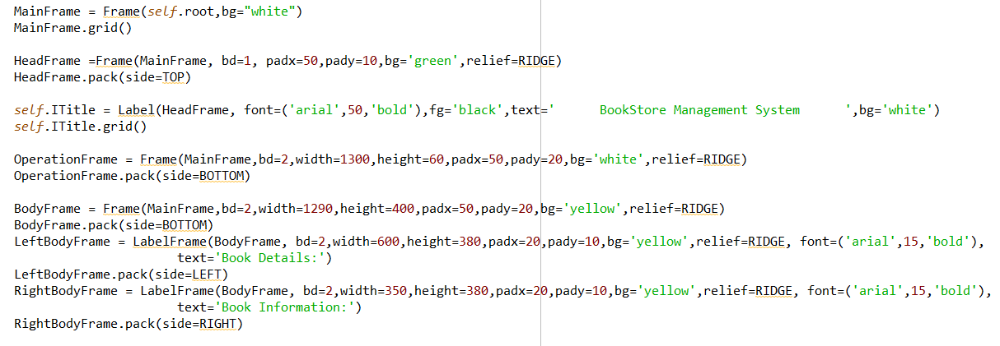 MainFrame = Frame(self.root,bg="white")
MainFrame.grid()

HeadFrame =Frame(MainFrame, bd=1, padx=50,pady=10,bg='green',relief=RIDGE)
HeadFrame.pack(side=TOP)

self.ITitle = Label(HeadFrame, font=('arial',50,'bold'),fg='black',text='      BookStore Management System      ',bg='white')
self.ITitle.grid()

OperationFrame = Frame(MainFrame,bd=2,width=1300,height=60,padx=50,pady=20,bg='white',relief=RIDGE)
OperationFrame.pack(side=BOTTOM)

BodyFrame = Frame(MainFrame,bd=2,width=1290,height=400,padx=50,pady=20,bg='yellow',relief=RIDGE)
BodyFrame.pack(side=BOTTOM)
LeftBodyFrame = LabelFrame(BodyFrame, bd=2,width=600,height=380,padx=20,pady=10,bg='yellow',relief=RIDGE, font=('arial',15,'bold'),
                      text='Book Details:')
LeftBodyFrame.pack(side=LEFT)
RightBodyFrame = LabelFrame(BodyFrame, bd=2,width=350,height=380,padx=20,pady=10,bg='yellow',relief=RIDGE, font=('arial',15,'bold'),
                      text='Book Information:')
RightBodyFrame.pack(side=RIGHT)